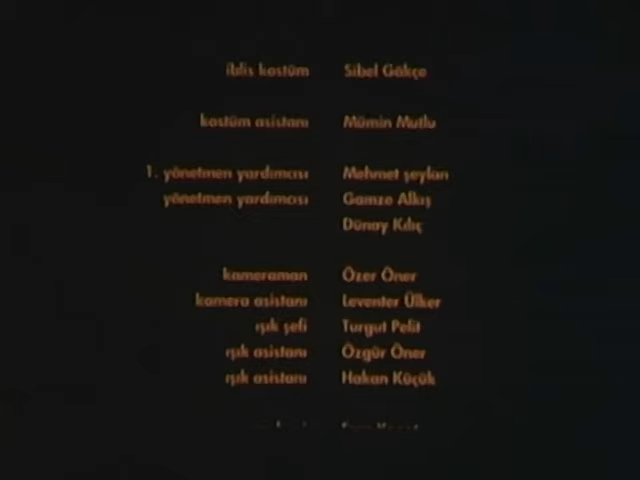 iblis kostüm Sibel Gökçe
kostüm asistanı Mümin Mutlu
1. yönetmen yardımcısı Mehmet şeylan
yönetmen yardımcısı Gamze Alkış
Dünay Kılıç
kameraman Özer Öner
kamera asistanı Leventer Ülker
ışık şefi Turgut Pelit
ışık asistanı Özgür Öner
ışık asistanı Hakan Küçük